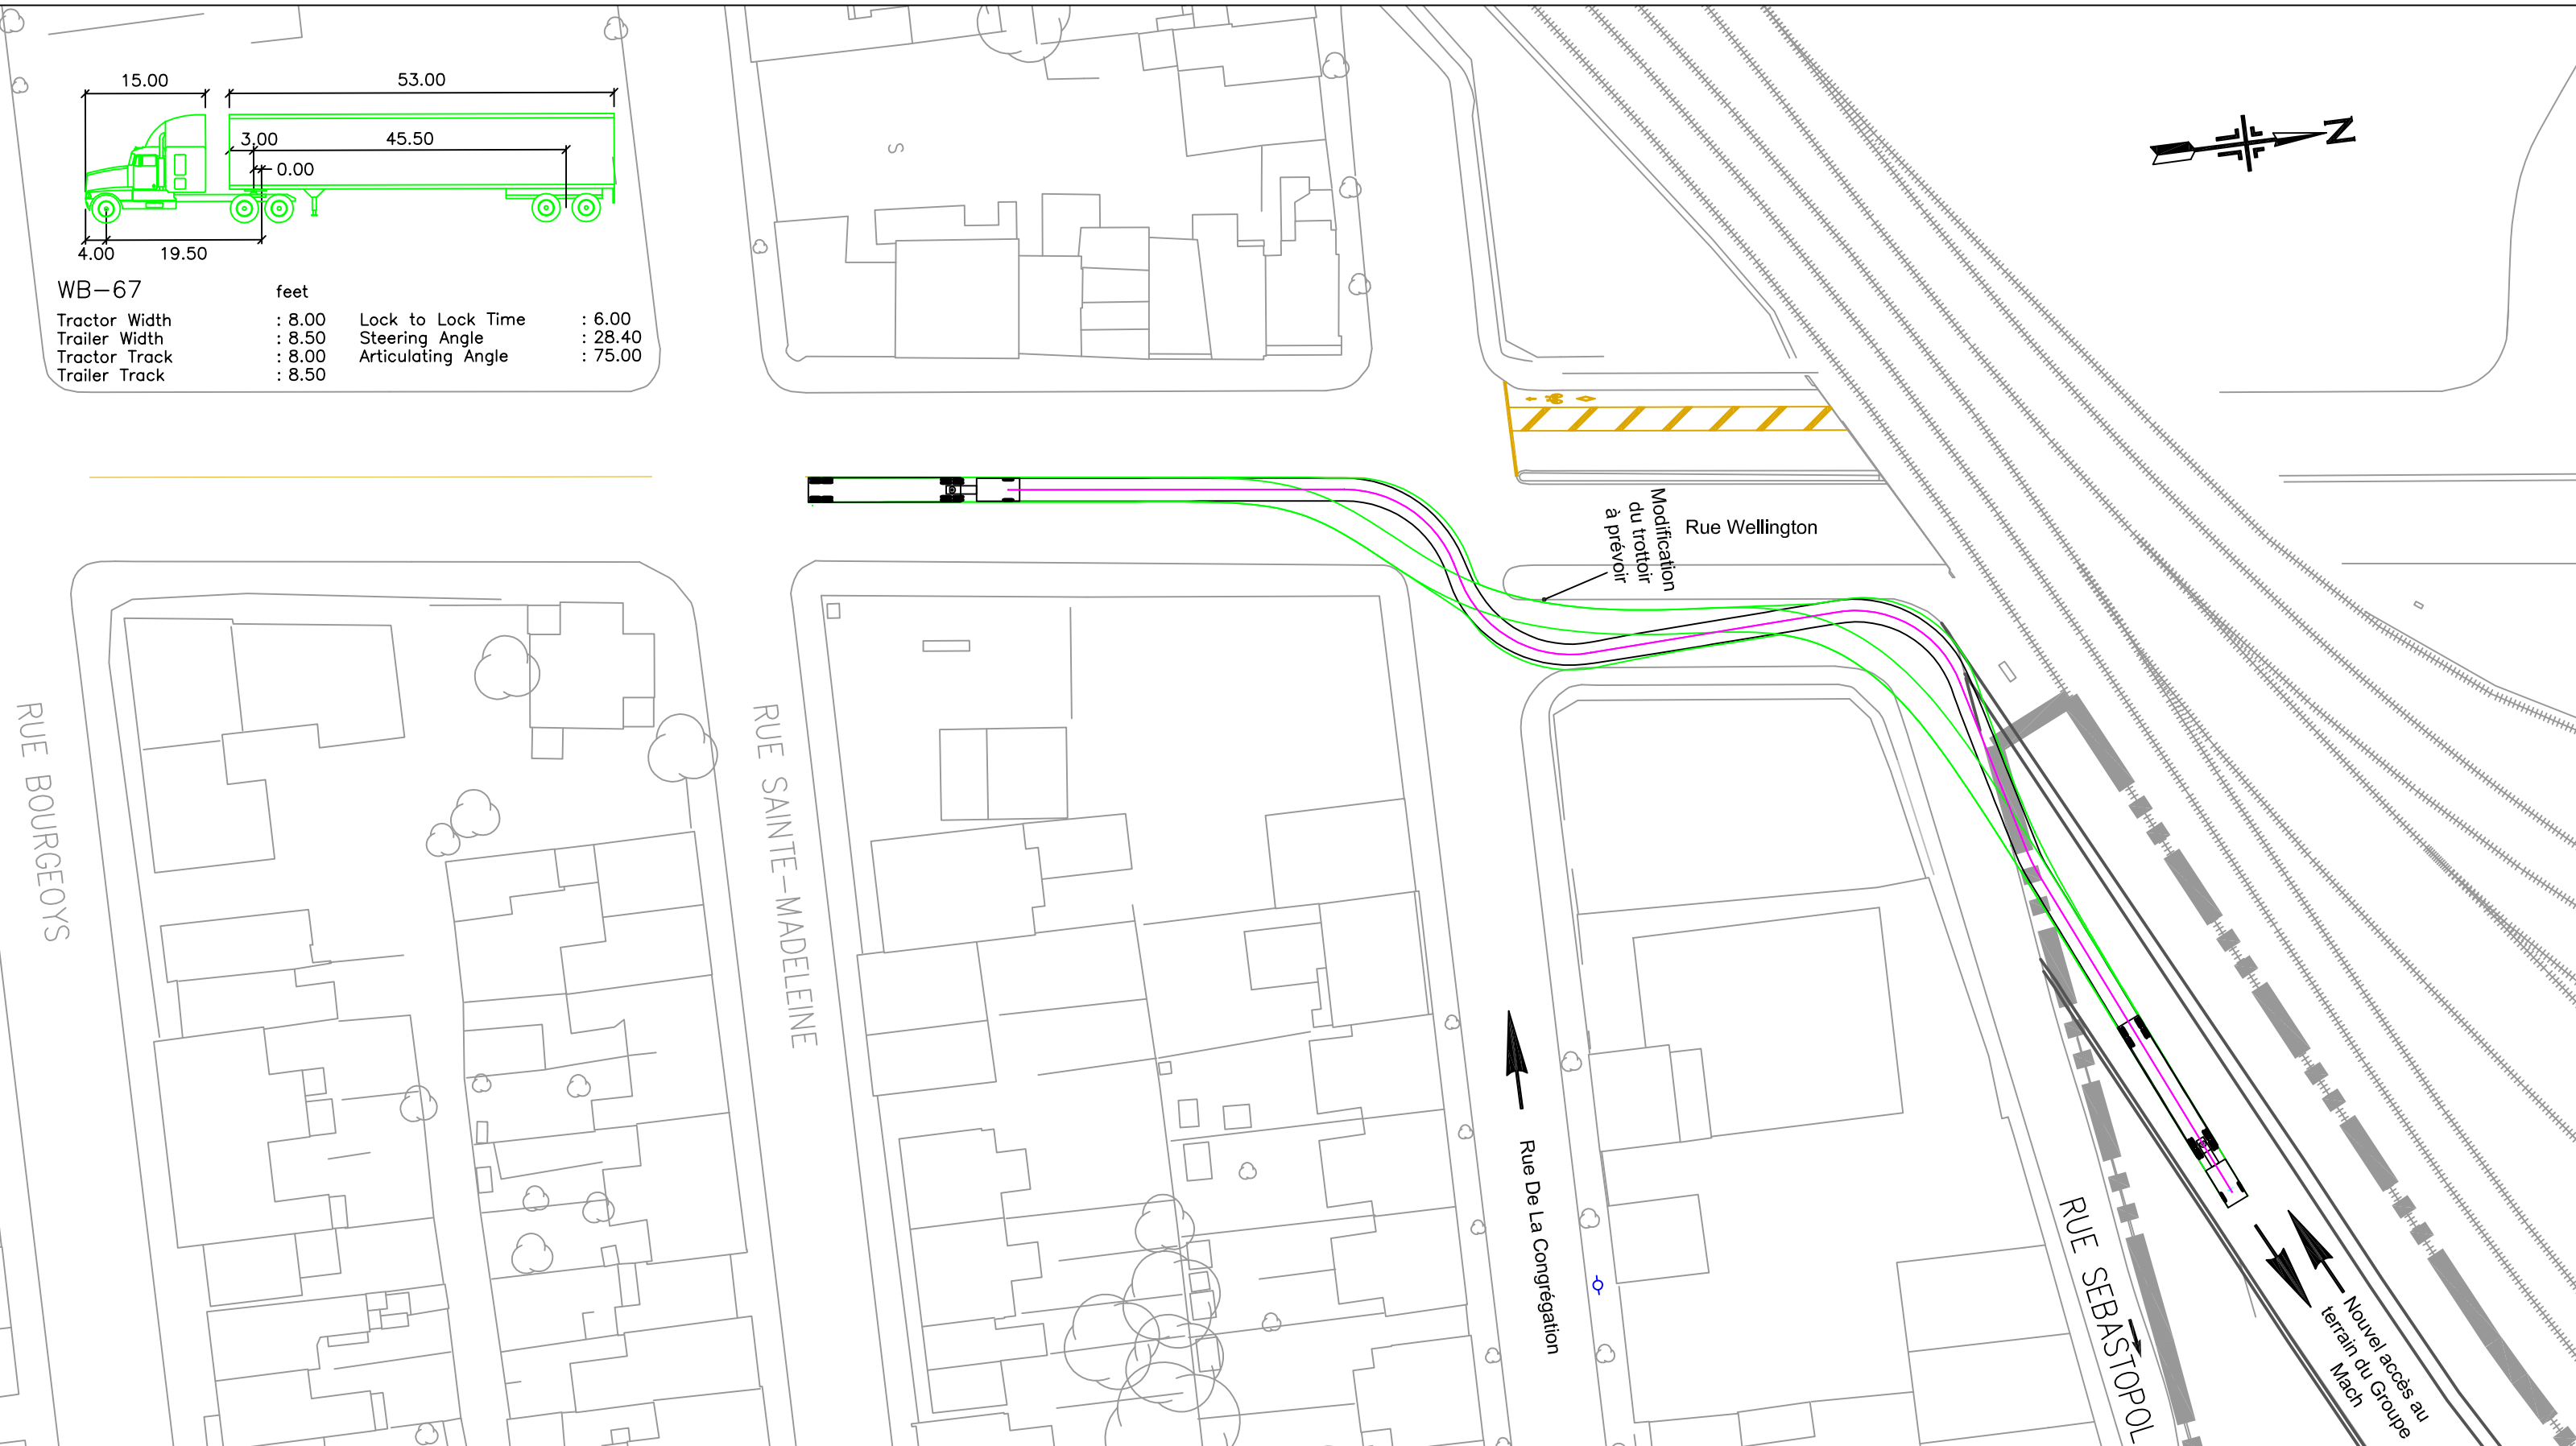 15.00
53.00
3.00
45.50
0.00
4.00
19.50
WB-67
feet
Tractor Width : 8.00 Lock to Lock Time : 6.00
Trailer Width : 8.50 Steering Angle : 28.40
Tractor Track : 8.00 Articulating Angle : 75.00
Trailer Track : 8.50
S
N
Modification
du trottoir
à prévoir
Rue Wellington
RUE BOURGEOYS
RUE SAINTE-MADELEINE
Rue De La Congrégation
RUE SEBASTOPOL
Nouvel accès au
terrain du Groupe
Mach